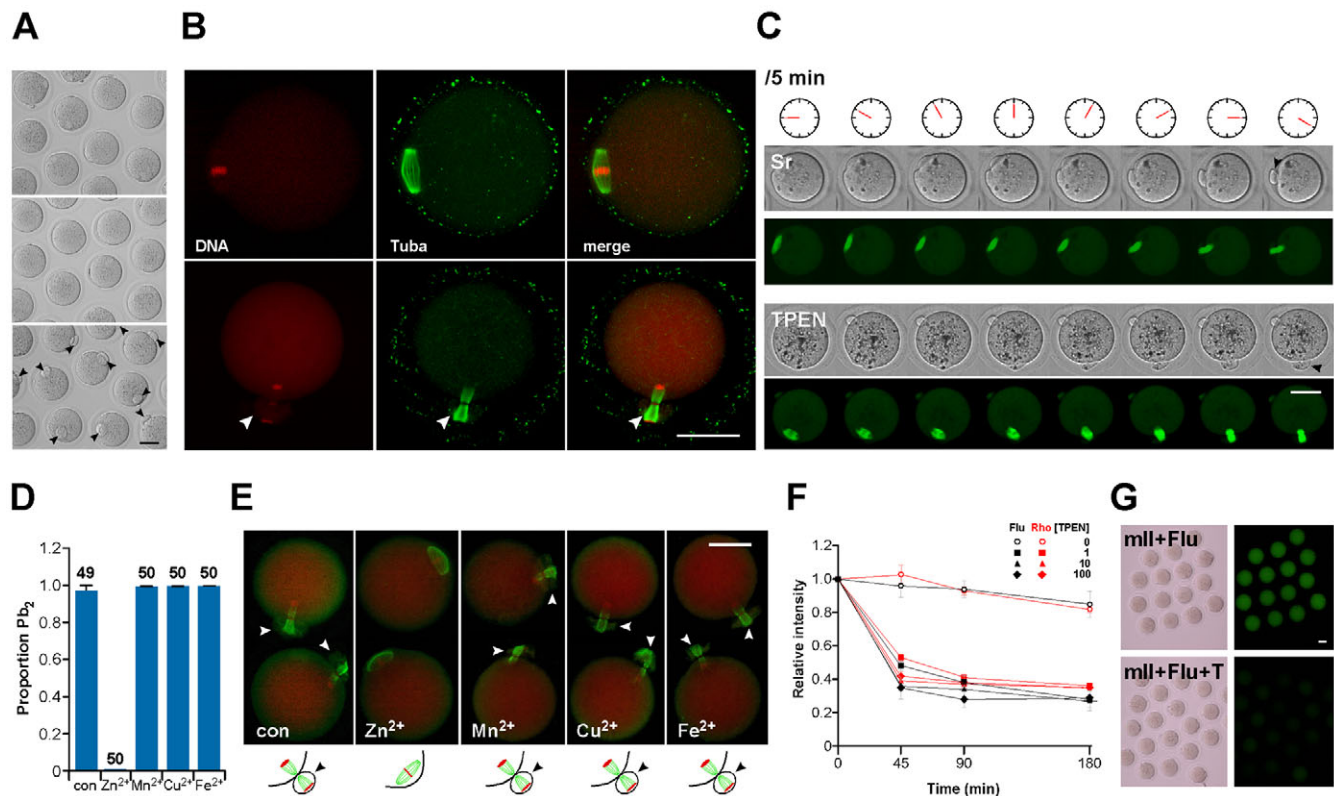 A
B
C
/5 min
Sr
DNA
Tuba
merge
TPEN
D
E
F
G
Proportion Pb₂
1.2
1.0
0.8
0.6
0.4
0.2
0
49
50
50
50
50
con
Zn²⁺
Mn²⁺
Cu²⁺
Fe²⁺
con
Zn²⁺
Mn²⁺
Cu²⁺
Fe²⁺
Flu Rho [TPEN]
0
1
10
100
Relative intensity
1.2
1.0
0.8
0.6
0.4
0.2
0
0
45
90
180
Time (min)
mII+Flu
mII+Flu+T